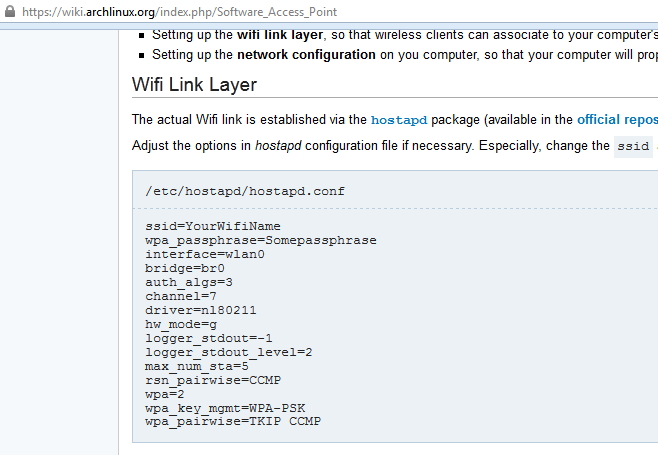 https://wiki.archlinux.org/index.php/Software_Access_Point
Setting up the wifi link layer, so that wireless clients can associate to your computer's
Setting up the network configuration on you computer, so that your computer will
Wifi Link Layer
The actual Wifi link is established via the hostapd package (available in the official
Adjust the options in hostapd configuration file if necessary. Especially, change the ssid
/etc/hostapd/hostapd.conf
ssid=YourWifiName
wpa_passphrase=Somepassphrase
interface=wlan0
bridge=br0
auth_algs=3
channel=7
driver=nl80211
hw_mode=g
logger_stdout=-1
logger_stdout_level=2
max_num_sta=5
rsn_pairwise=CCMP
wpa=2
wpa_key_mgmt=WPA-PSK
wpa_pairwise=TKIP CCMP